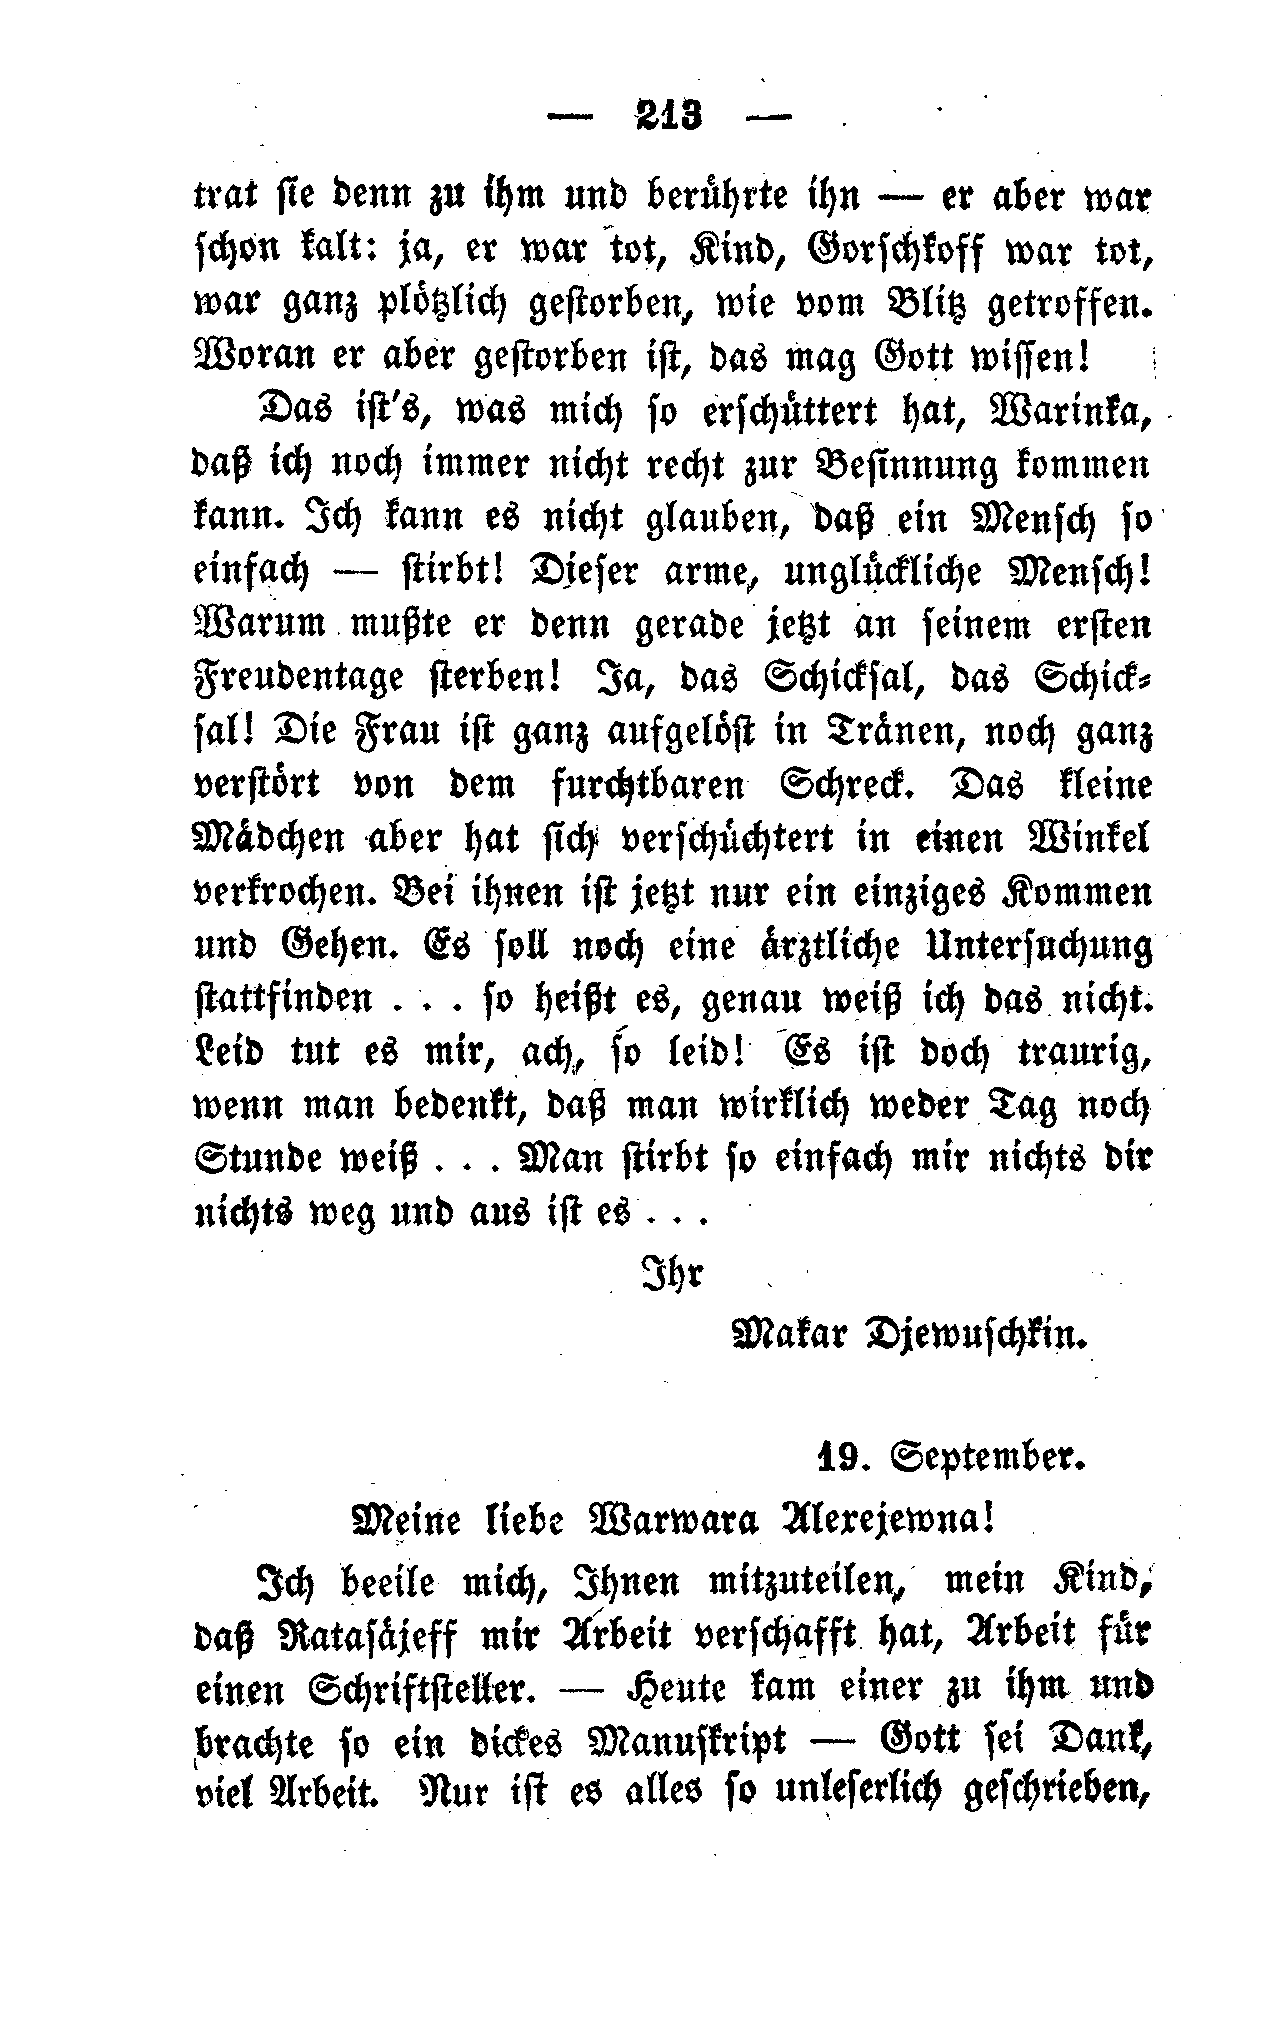 — 213 —
trat sie denn zu ihm und berührte ihn — er aber war
schon kalt: ja, er war tot, Kind, Gorschkoff war tot,
war ganz plötzlich gestorben, wie vom Blitz getroffen.
Woran er aber gestorben ist, das mag Gott wissen!
Das ist's, was mich so erschüttert hat, Warinka,
daß ich noch immer nicht recht zur Besinnung kommen
kann. Ich kann es nicht glauben, daß ein Mensch so
einfach — stirbt! Dieser arme, unglückliche Mensch!
Warum mußte er denn gerade jetzt an seinem ersten
Freudentage sterben! Ja, das Schicksal, das Schick-
sal! Die Frau ist ganz aufgelöst in Tränen, noch ganz
verstört von dem furchtbaren Schreck. Das kleine
Mädchen aber hat sich verschüchtert in einen Winkel
verkrochen. Bei ihnen ist jetzt nur ein einziges Kommen
und Gehen. Es soll noch eine ärztliche Untersuchung
stattfinden . . . so heißt es, genau weiß ich das nicht.
Leid tut es mir, ach, so leid! Es ist doch traurig,
wenn man bedenkt, daß man wirklich weder Tag noch
Stunde weiß . . . Man stirbt so einfach mir nichts dir
nichts weg und aus ist es . . .
Ihr
Makar Djewuschkin.
19. September.
Meine liebe Warwara Alexejewna!
Ich beeile mich, Ihnen mitzuteilen, mein Kind,
daß Ratasäjeff mir Arbeit verschafft hat, Arbeit für
einen Schriftsteller. — Heute kam einer zu ihm und
brachte so ein dickes Manuskript — Gott sei Dank,
viel Arbeit. Nur ist es alles so unleserlich geschrieben,